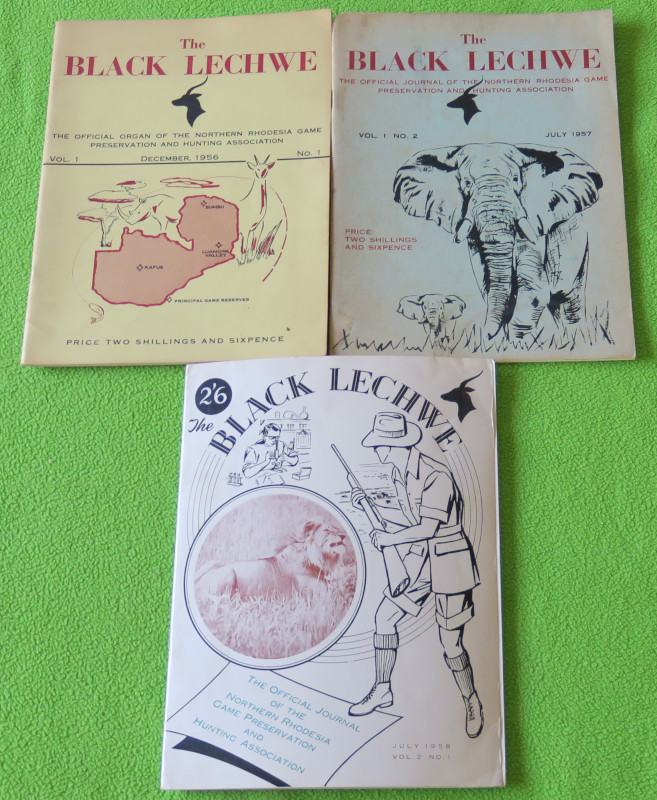 The
BLACK LECHWE
THE OFFICIAL ORGAN OF THE NORTHERN RHODESIA GAME
PRESERVATION AND HUNTING ASSOCIATION
VOL. 1 DECEMBER, 1956 No. 1
SUMBU
LUANGWA
VALLEY
KAFUE
PRINCIPAL GAME RESERVES
PRICE TWO SHILLINGS AND SIXPENCE
The
BLACK LECHWE
THE OFFICIAL JOURNAL OF THE NORTHERN RHODESIA GAME
PRESERVATION AND HUNTING ASSOCIATION
VOL. 1 NO. 2 JULY 1957
PRICE:
TWO SHILLINGS
AND SIXPENCE
2'6
The
BLACK LECHWE
THE OFFICIAL JOURNAL
OF THE
NORTHERN RHODESIA
GAME PRESERVATION
AND
HUNTING ASSOCIATION
JULY 1958
VOL. 2 NO. 1